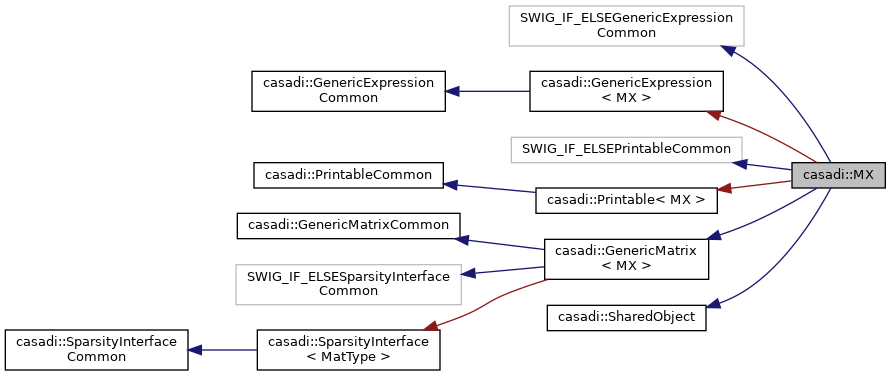 SWIG_IF_ELSEGenericExpression
Common
casadi::GenericExpression
Common
casadi::GenericExpression
< MX >
SWIG_IF_ELSEPrintableCommon
casadi::MX
casadi::PrintableCommon
casadi::Printable< MX >
casadi::GenericMatrixCommon
casadi::GenericMatrix
< MX >
SWIG_IF_ELSESparsityInterface
Common
casadi::SharedObject
casadi::SparsityInterface
Common
casadi::SparsityInterface
< MatType >